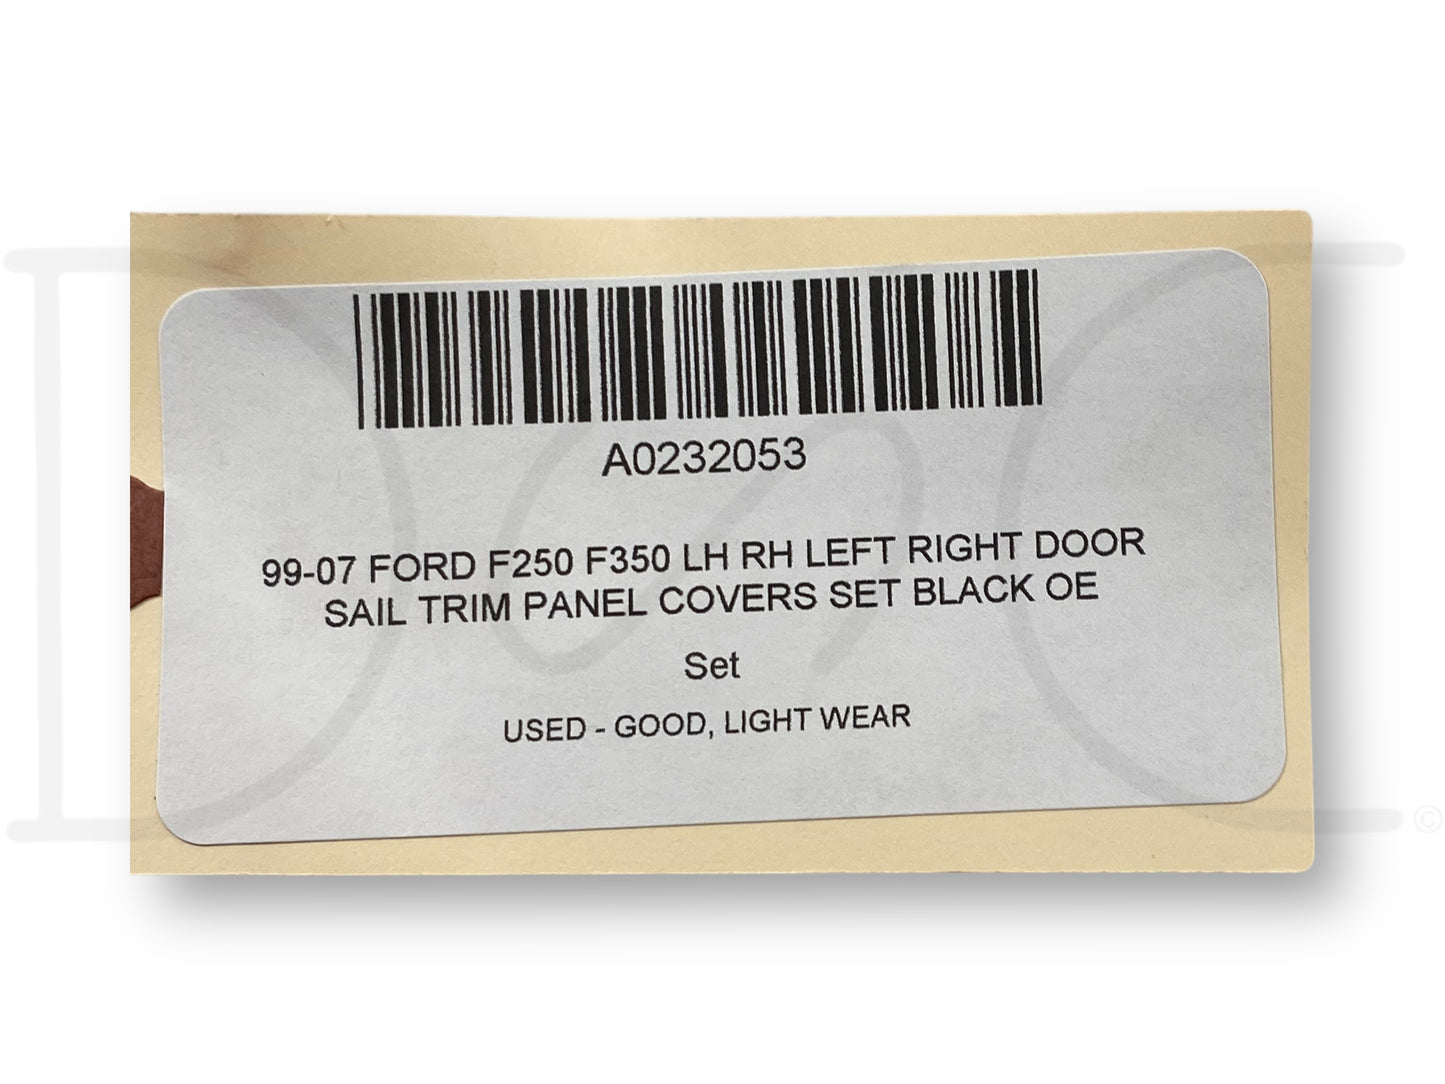 A0232053
99-07 FORD F250 F350 LH RH LEFT RIGHT DOOR
SAIL TRIM PANEL COVERS SET BLACK OE
Set
USED - GOOD, LIGHT WEAR
©